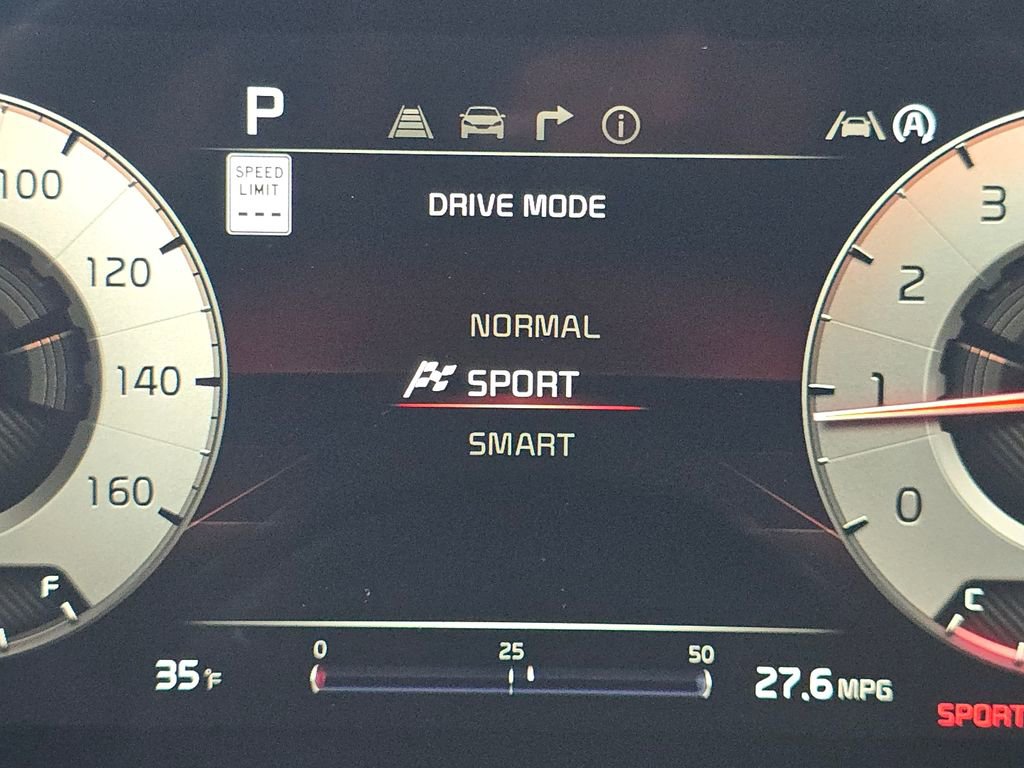 P
SPEED
LIMIT
---
DRIVE MODE
NORMAL
SPORT
SMART
100
120
140
160
F
3
2
1
0
C
35°F
0 25 50
27.6 MPG
SPORT
A
i